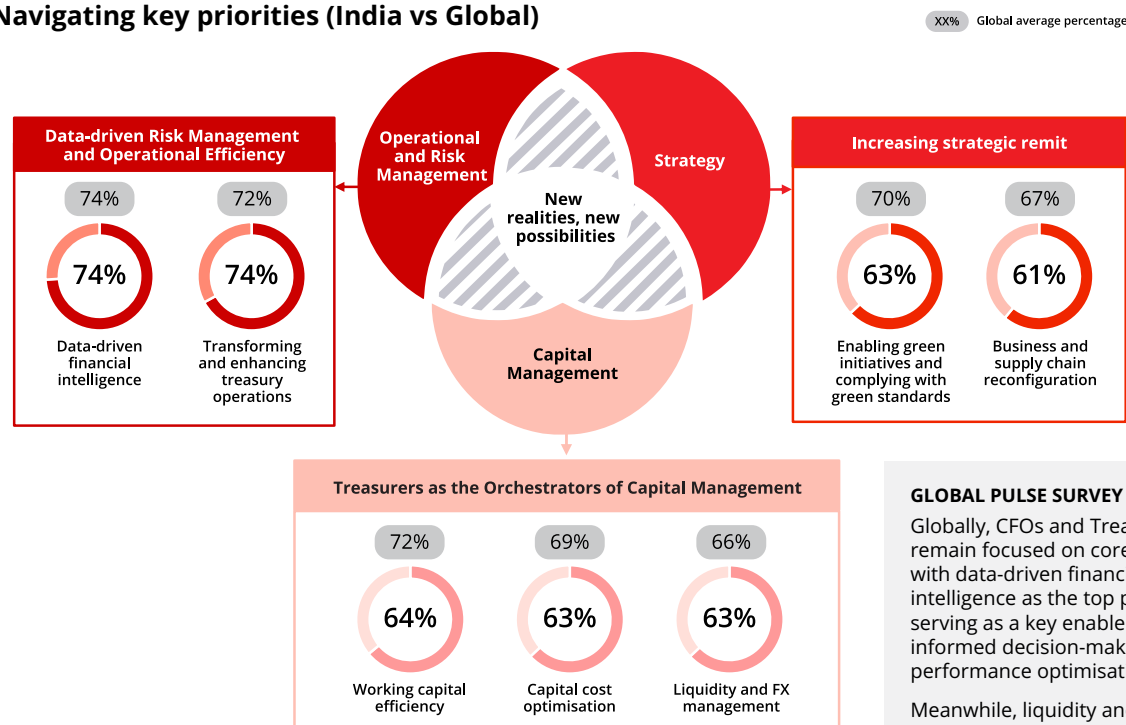 Navigating key priorities (India vs Global)
XX% Global average percentage
Data-driven Risk Management
and Operational Efficiency
74%
72%
74%
74%
Data-driven
financial
intelligence
Transforming
and enhancing
treasury
operations
Operational
and Risk
Management
Strategy
New
realities, new
possibilities
Capital
Management
Increasing strategic remit
70%
67%
63%
61%
Enabling green
initiatives and
complying with
green standards
Business and
supply chain
reconfiguration
Treasurers as the Orchestrators of Capital Management
72%
69%
66%
64%
63%
63%
Working capital
efficiency
Capital cost
optimisation
Liquidity and FX
management
GLOBAL PULSE SURVEY
Globally, CFOs and
remain focused on
with data-driven
intelligence as the top
serving as a key
informed
performance
Meanwhile, liquidity